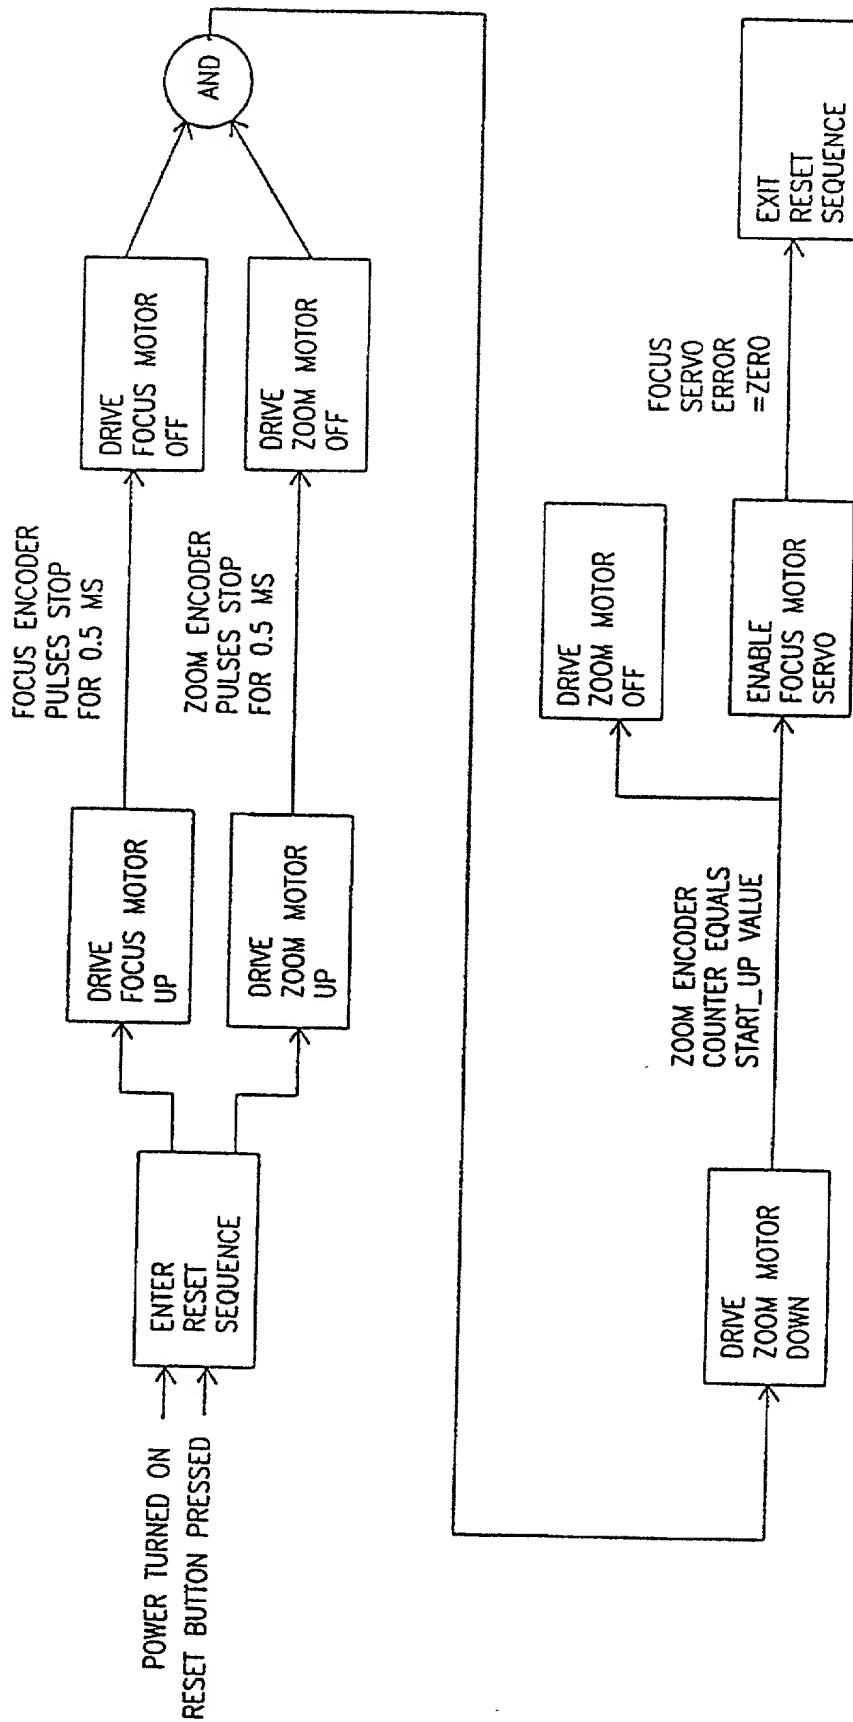 POWER TURNED ON
RESET BUTTON PRESSED
ENTER
RESET
SEQUENCE
DRIVE
FOCUS MOTOR
UP
DRIVE
ZOOM MOTOR
UP
FOCUS ENCODER
PULSES STOP
FOR 0.5 MS
ZOOM ENCODER
PULSES STOP
FOR 0.5 MS
DRIVE
FOCUS MOTOR
OFF
DRIVE
ZOOM MOTOR
OFF
AND
DRIVE
ZOOM MOTOR
DOWN
ZOOM ENCODER
COUNTER EQUALS
START_UP VALUE
DRIVE
ZOOM MOTOR
OFF
ENABLE
FOCUS MOTOR
SERVO
FOCUS
SERVO
ERROR
=ZERO
EXIT
RESET
SEQUENCE